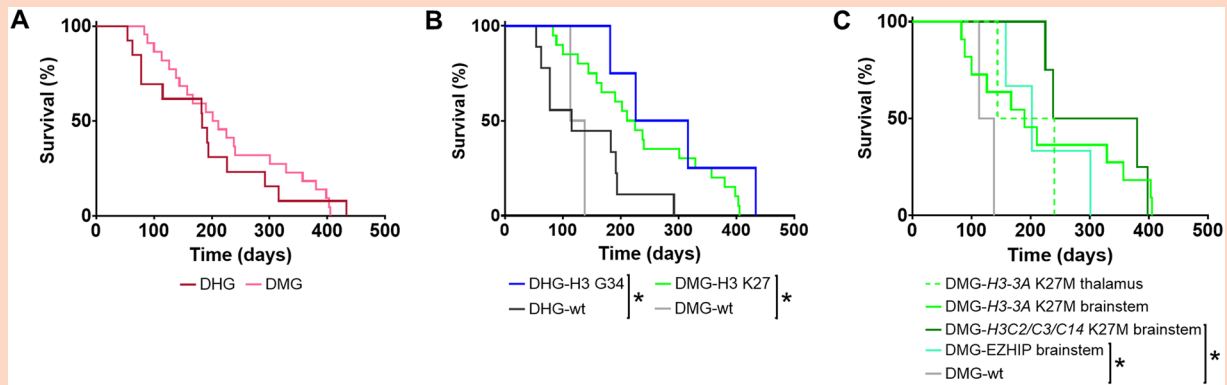 A
100
50
0
Survival (%)
0 100 200 300 400 500
Time (days)
DHG DMG
B
100
50
0
Survival (%)
0 100 200 300 400 500
Time (days)
DHG-H3 G34 DMG-H3 K27
DHG-wt DMG-wt
* *
C
100
50
0
Survival (%)
0 100 200 300 400 500
Time (days)
DMG-H3-3A K27M thalamus
DMG-H3-3A K27M brainstem
DMG-H3C2/C3/C14 K27M brainstem
DMG-EZHIP brainstem
DMG-wt
* *